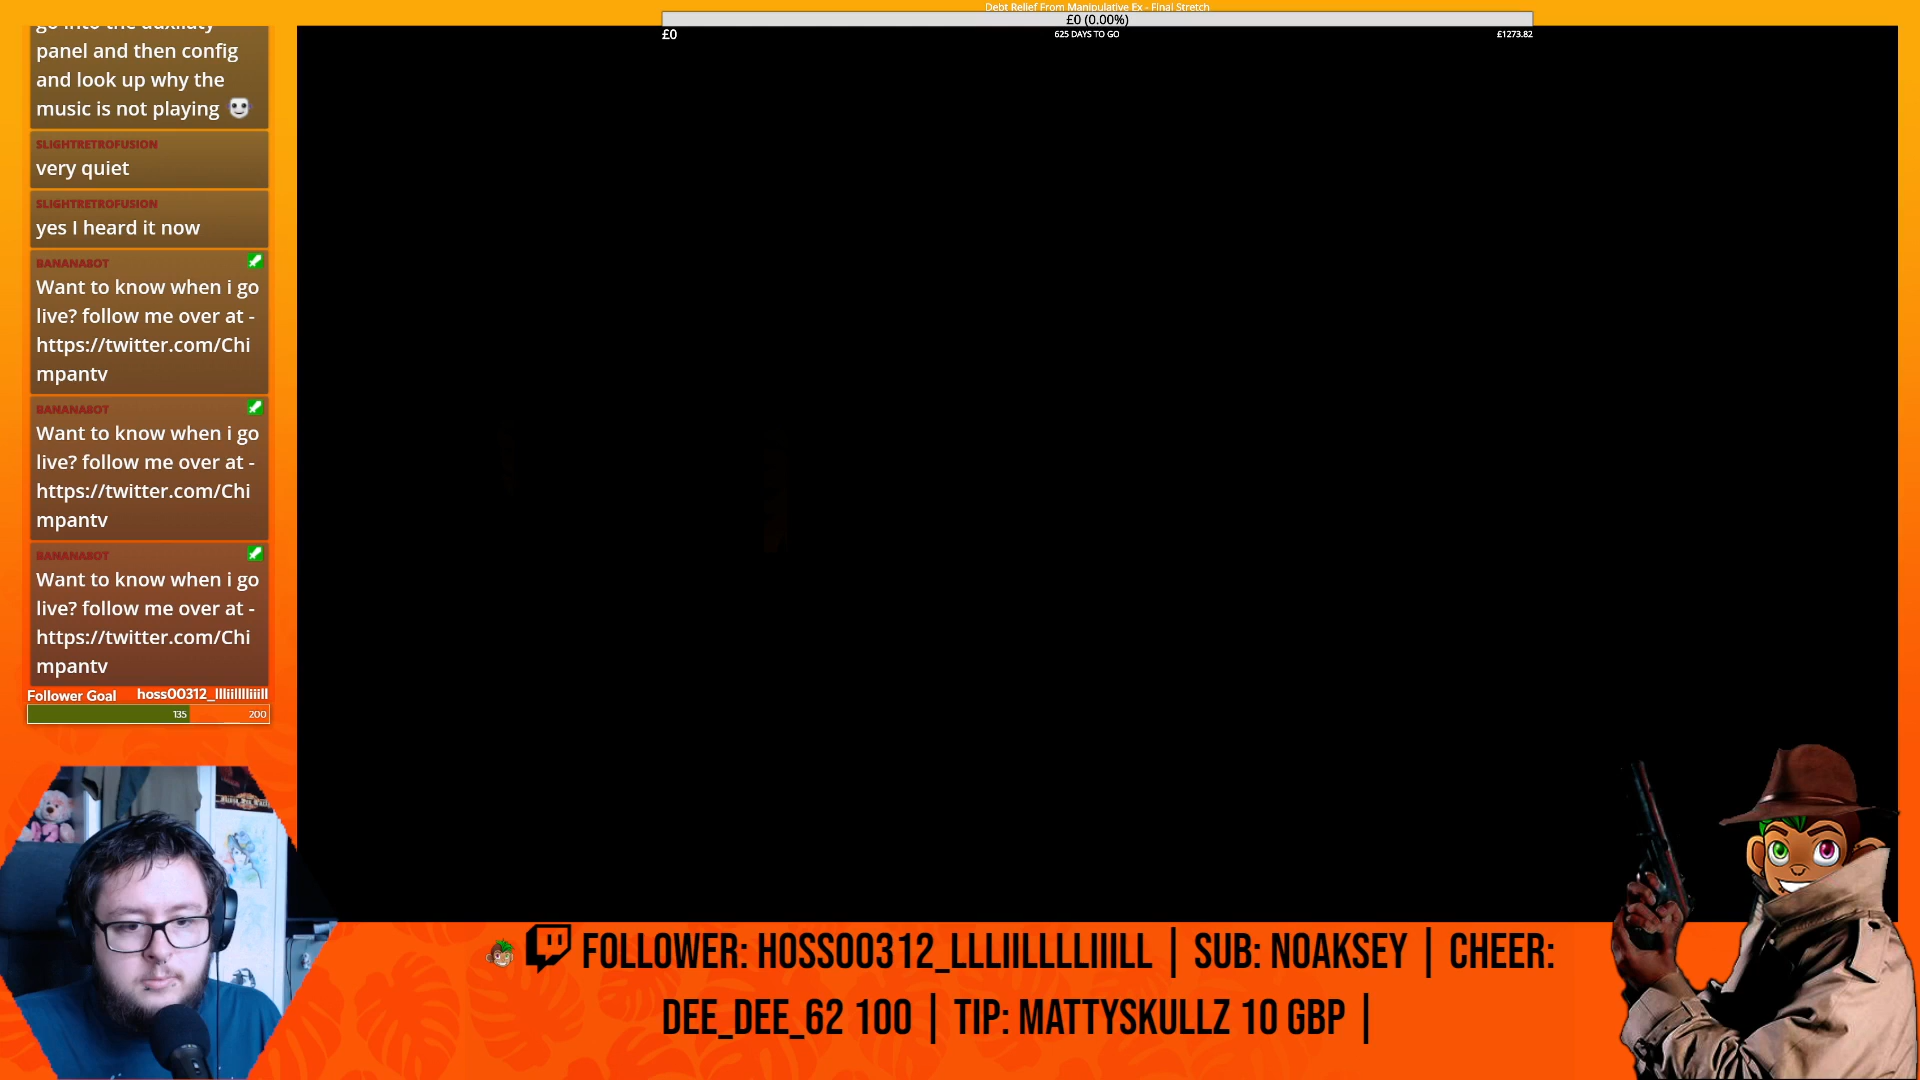 Debt Relief From Manipulative Ex - Final Stretch
£0 (0.00%)
£0
625 DAYS TO GO
£1273.82
go into the auxiliary
panel and then config
and look up why the
music is not playing
SLIGHTRETROFUSION
very quiet
SLIGHTRETROFUSION
yes I heard it now
BANANABOT
Want to know when i go
live? follow me over at -
https://twitter.com/Chi
mpantv
BANANABOT
Want to know when i go
live? follow me over at -
https://twitter.com/Chi
mpantv
BANANABOT
Want to know when i go
live? follow me over at -
https://twitter.com/Chi
mpantv
Follower Goal
135
200
FOLLOWER: HOSS00312_LLLIILLLLIIILL | SUB: NOAKSEY | CHEER:
DEE_DEE_62 100 | TIP: MATTYSKULLZ 10 GBP |